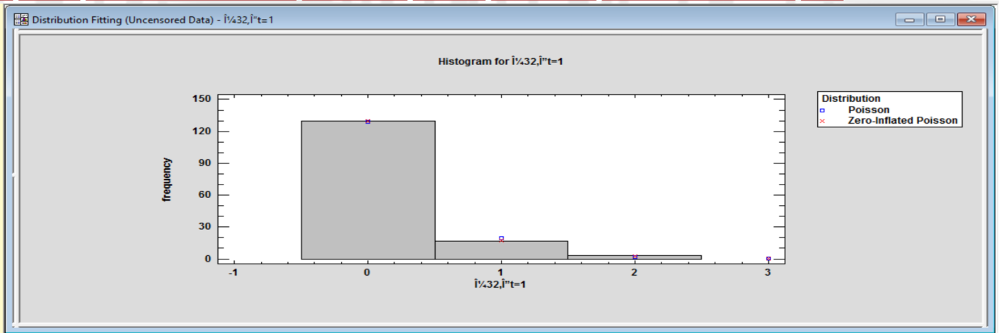 Distribution Fitting (Uncensored Data) - Î¼32,Î”t=1
Histogram for Î¼32,Î”t=1
150
120
90
60
30
0
frequency
-1 0 1 2 3
Î¼32,Î”t=1
Distribution
Poisson
Zero-Inflated Poisson